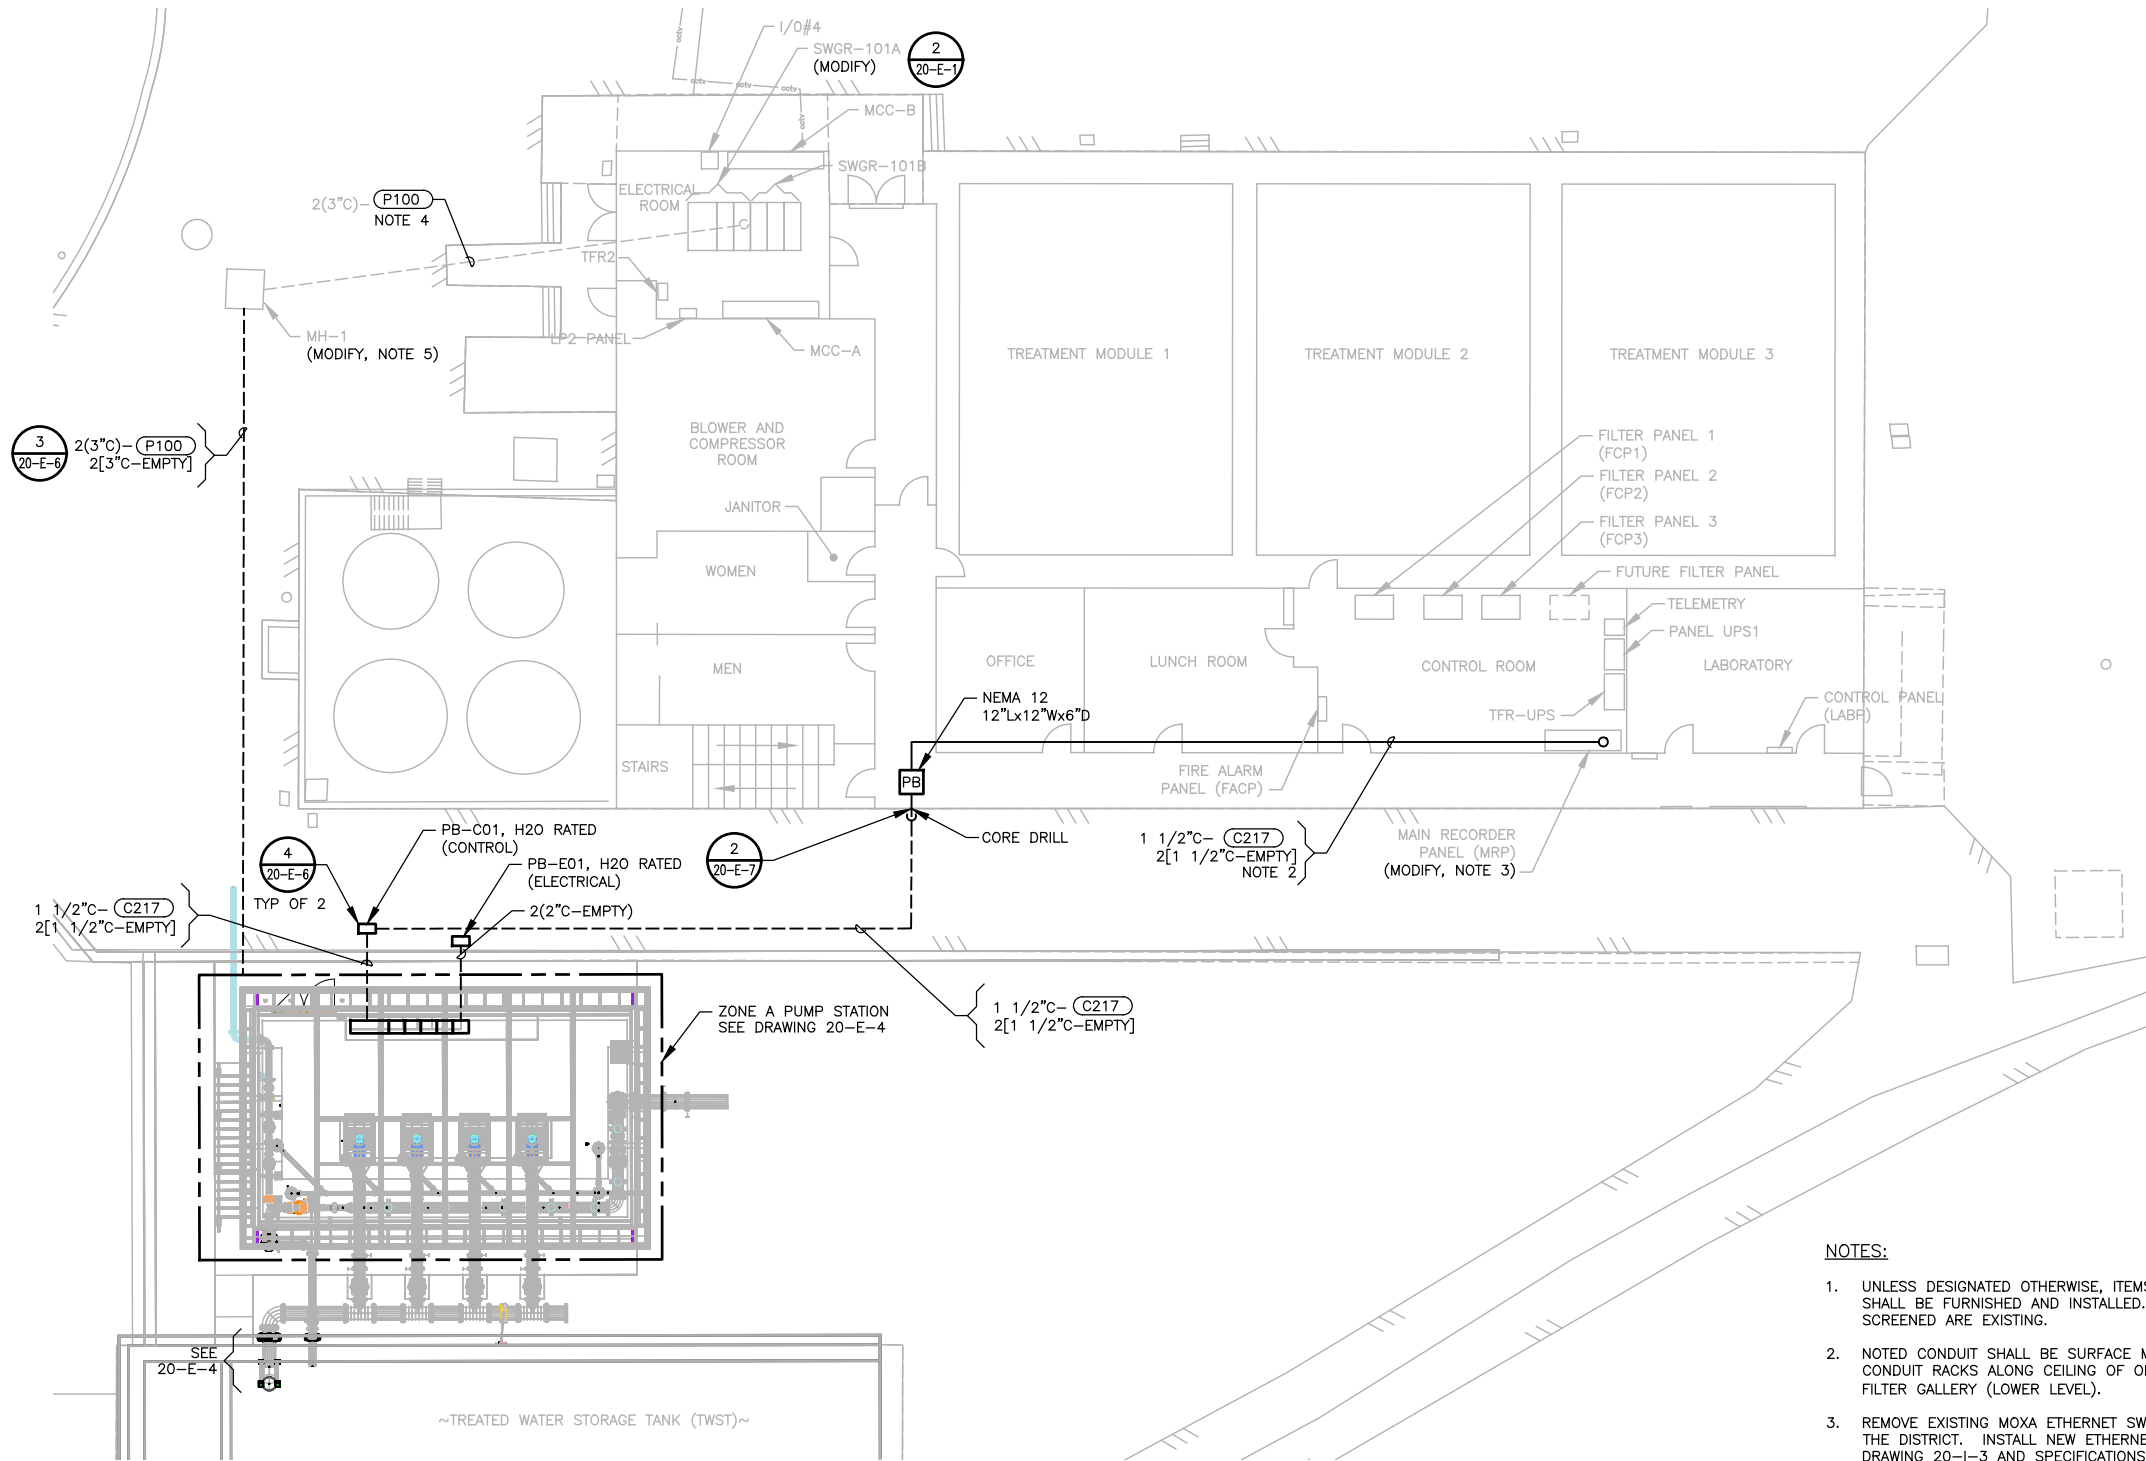 I/O#4
SWGR-101A
(MODIFY)
2
20-E-1
cctv
cctv
cctv
cctv
cctv
cctv
MCC-B
SWGR-101B
ELECTRICAL
ROOM
2(3"C)- P100
NOTE 4
TFR2
MH-1
(MODIFY, NOTE 5)
LP2 PANEL
MCC-A
TREATMENT MODULE 1
TREATMENT MODULE 2
TREATMENT MODULE 3
3
20-E-6
2(3"C)- P100
2[3"C-EMPTY]
BLOWER AND
COMPRESSOR
ROOM
FILTER PANEL 1
(FCP1)
FILTER PANEL 2
(FCP2)
FILTER PANEL 3
(FCP3)
JANITOR
WOMEN
FUTURE FILTER PANEL
TELEMETRY
PANEL UPS1
MEN
OFFICE
LUNCH ROOM
CONTROL ROOM
LABORATORY
NEMA 12
12"Lx12"Wx6"D
CONTROL PANEL
(LABP)
TFR-UPS
STAIRS
PB
FIRE ALARM
PANEL (FACP)
PB-C01, H2O RATED
(CONTROL)
CORE DRILL
1 1/2"C- C217
2[1 1/2"C-EMPTY]
NOTE 2
MAIN RECORDER
PANEL (MRP)
(MODIFY, NOTE 3)
4
20-E-6
TYP OF 2
PB-E01, H2O RATED
(ELECTRICAL)
2
20-E-7
1 1/2"C- C217
2[1 1/2"C-EMPTY]
2(2"C-EMPTY)
ZONE A PUMP STATION
SEE DRAWING 20-E-4
1 1/2"C- C217
2[1 1/2"C-EMPTY]
SEE
20-E-4
~TREATED WATER STORAGE TANK (TWST)~
NOTES:
1. UNLESS DESIGNATED OTHERWISE, ITEMS
SHALL BE FURNISHED AND INSTALLED.
SCREENED ARE EXISTING.
2. NOTED CONDUIT SHALL BE SURFACE
CONDUIT RACKS ALONG CEILING OF
FILTER GALLERY (LOWER LEVEL).
3. REMOVE EXISTING MOXA ETHERNET
THE DISTRICT. INSTALL NEW
DRAWING 20-I-3 AND SPECIFICATIONS